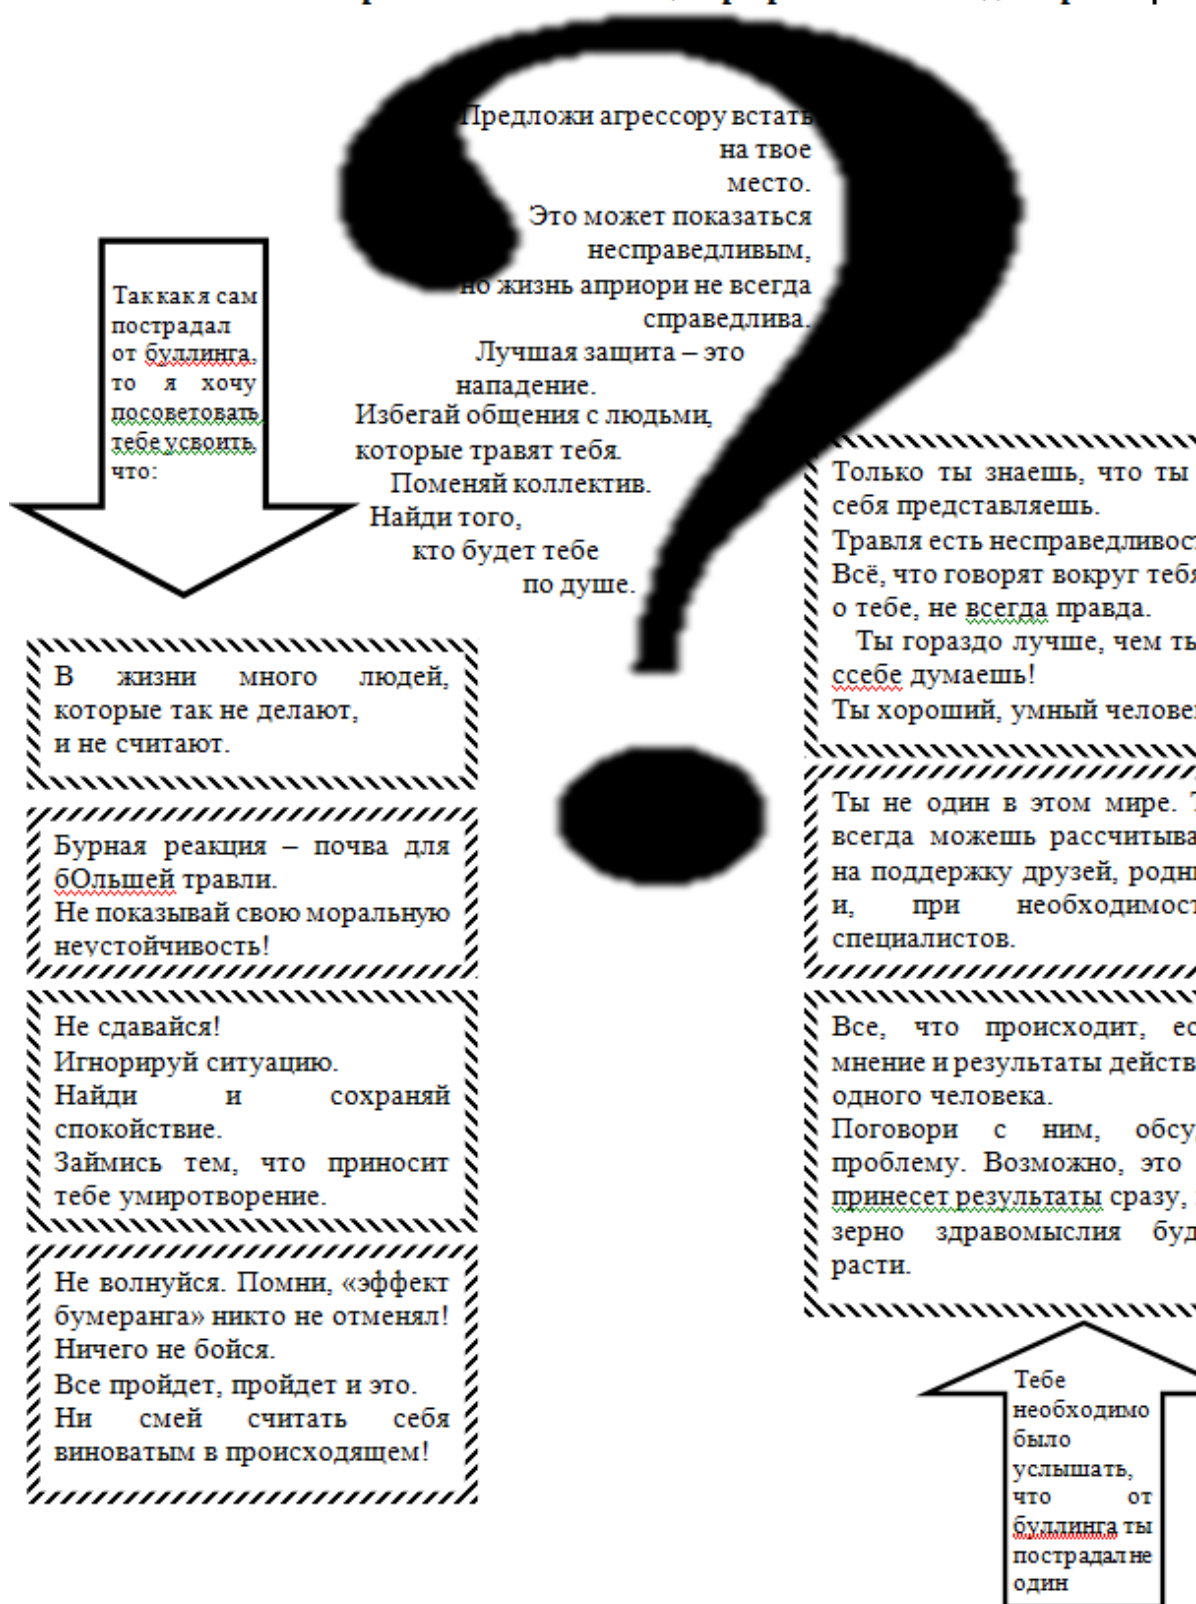 Предложи агрессору встать
на твое
место.
Это может показаться
несправедливым,
но жизнь априори не всегда
справедлива.
Лучшая защита – это
нападение.
Избегай общения с людьми,
которые травят тебя.
Поменяй коллектив.
Найди того,
кто будет тебе
по душе.
Так как я сам
пострадал
от буллинга,
то я хочу
посоветовать
тебе усвоить,
что:
В жизни много людей,
которые так не делают,
и не считают.
Бурная реакция – почва для
бОльшей травли.
Не показывай свою моральную
неустойчивость!
Не сдавайся!
Игнорируй ситуацию.
Найди и сохраняй
спокойствие.
Займись тем, что приносит
тебе умиротворение.
Не волнуйся. Помни, «эффект
бумеранга» никто не отменял!
Ничего не бойся.
Все пройдет, пройдет и это.
Ни смей считать себя
виноватым в происходящем!
Только ты знаешь, что ты
себя представляешь.
Травля есть
Всё, что говорят вокруг тебя
о тебе, не всегда правда.
Ты гораздо лучше, чем ты
ссебе думаешь!
Ты хороший, умный
Ты не один в этом мире.
всегда можешь
на поддержку друзей,
и, при
специалистов.
Все, что происходит,
мнение и результаты
одного человека.
Поговори с ним,
проблему. Возможно, это
принесет результаты сразу,
зерно здравомыслия
расти.
Тебе
необходимо
было
услышать,
что от
буллинга ты
пострадал не
один